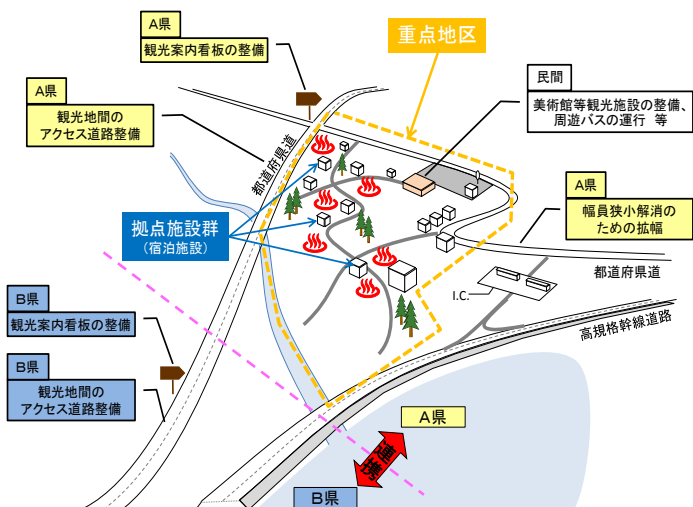 A県
観光案内看板の整備
A県
観光地間の
アクセス道路整備
都道府県道
重点地区
民間
美術館等観光施設の整備、
周遊バスの運行 等
拠点施設群
（宿泊施設）
A県
幅員狭小解消の
ための拡幅
都道府県道
I.C.
高規格幹線道路
B県
観光案内看板の整備
B県
観光地間の
アクセス道路整備
A県
連携
B県